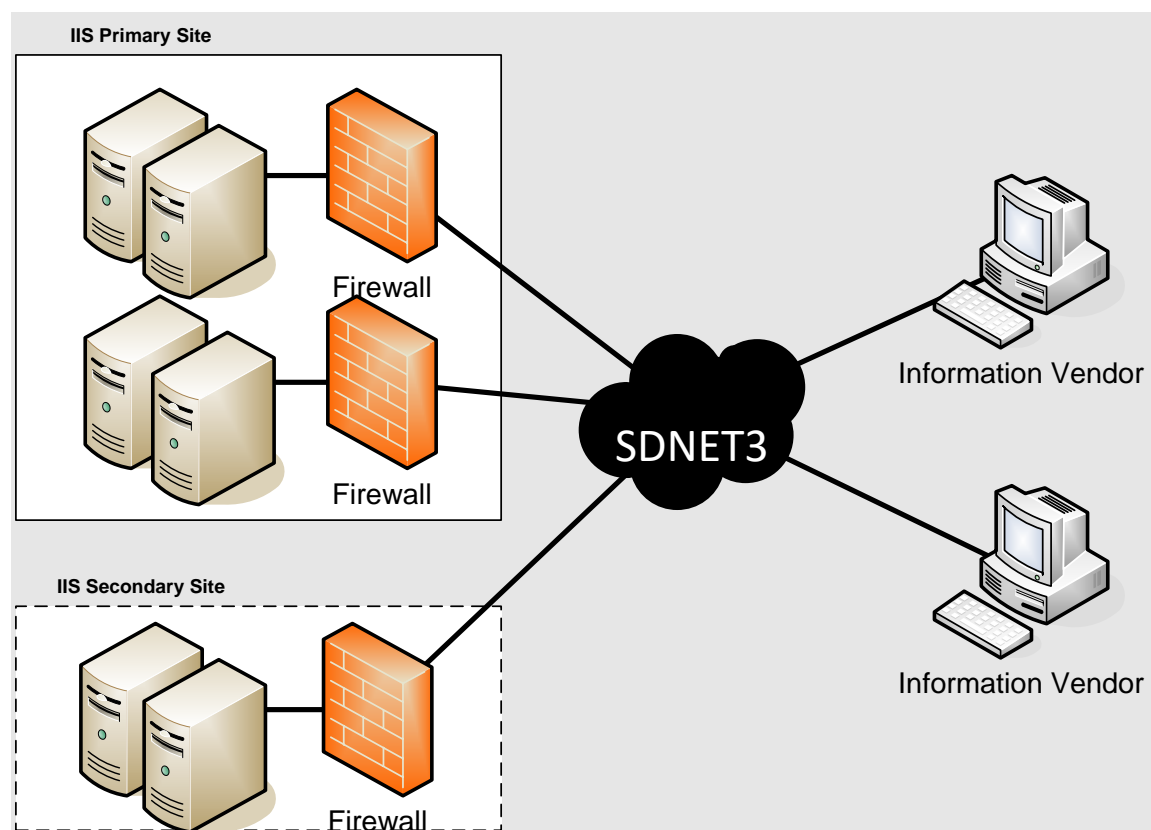 IIS Primary Site
Firewall
Firewall
SDNET3
Information Vendor
Information Vendor
IIS Secondary Site
Firewall